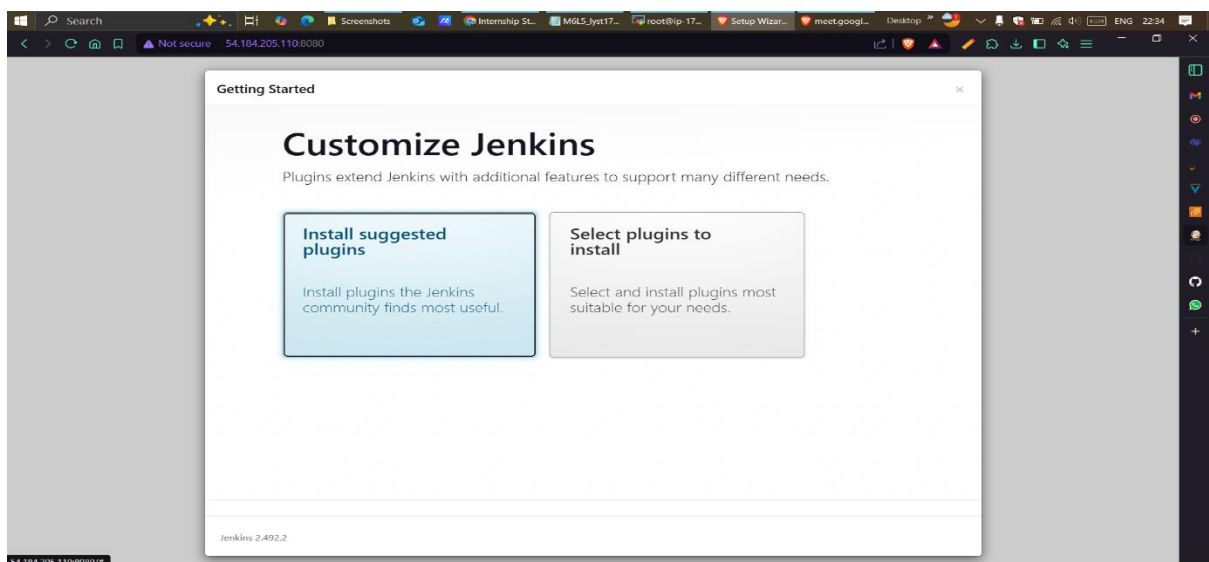 Search
Screenshots
Internship St...
M6L5_lyst17...
root@ip-17...
Setup Wizar...
meet.googl...
Desktop »
ENG
22:34
Not secure
54.184.205.110:8080
Getting Started
×
Customize Jenkins
Plugins extend Jenkins with additional features to support many different needs.
Install suggested
plugins
Install plugins the Jenkins
community finds most useful.
Select plugins to
install
Select and install plugins most
suitable for your needs.
Jenkins 2.492.2